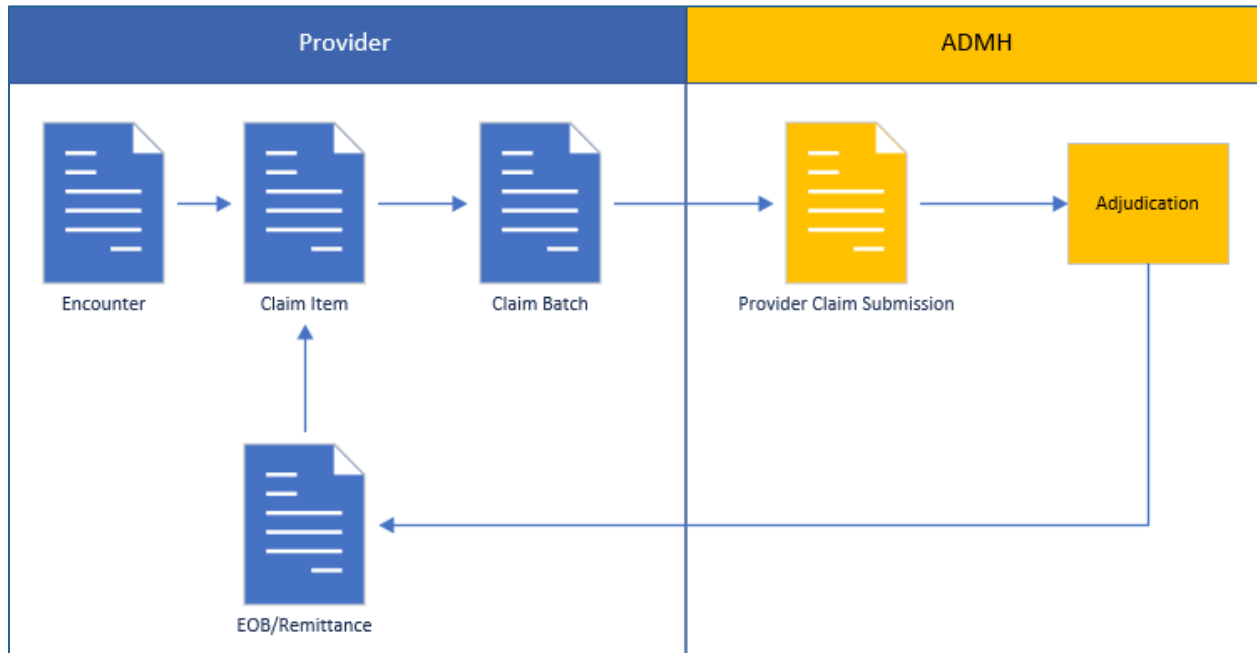 Provider
ADMH
Encounter
Claim Item
Claim Batch
Provider Claim Submission
Adjudication
EOB/Remittance